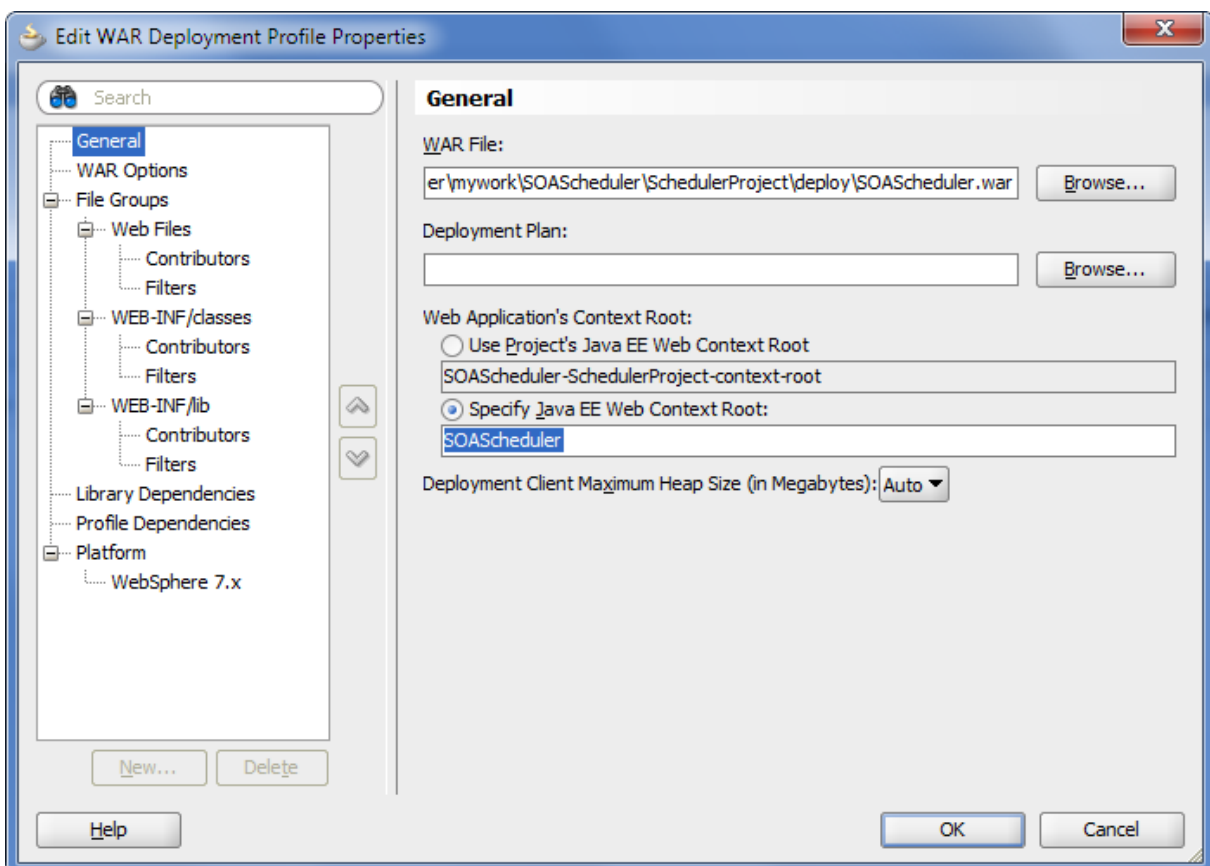 Edit WAR Deployment Profile Properties
Search
General
WAR Options
File Groups
Web Files
Contributors
Filters
WEB-INF/classes
Contributors
Filters
WEB-INF/lib
Contributors
Filters
Library Dependencies
Profile Dependencies
Platform
WebSphere 7.x
New...
Delete
General
WAR File:
er\mywork\SOAScheduler\SchedulerProject\deploy\SOAScheduler.war
Browse...
Deployment Plan:
Browse...
Web Application's Context Root:
Use Project's Java EE Web Context Root
SOAScheduler-SchedulerProject-context-root
Specify Java EE Web Context Root:
SOAScheduler
Deployment Client Maximum Heap Size (in Megabytes): Auto
Help
OK
Cancel